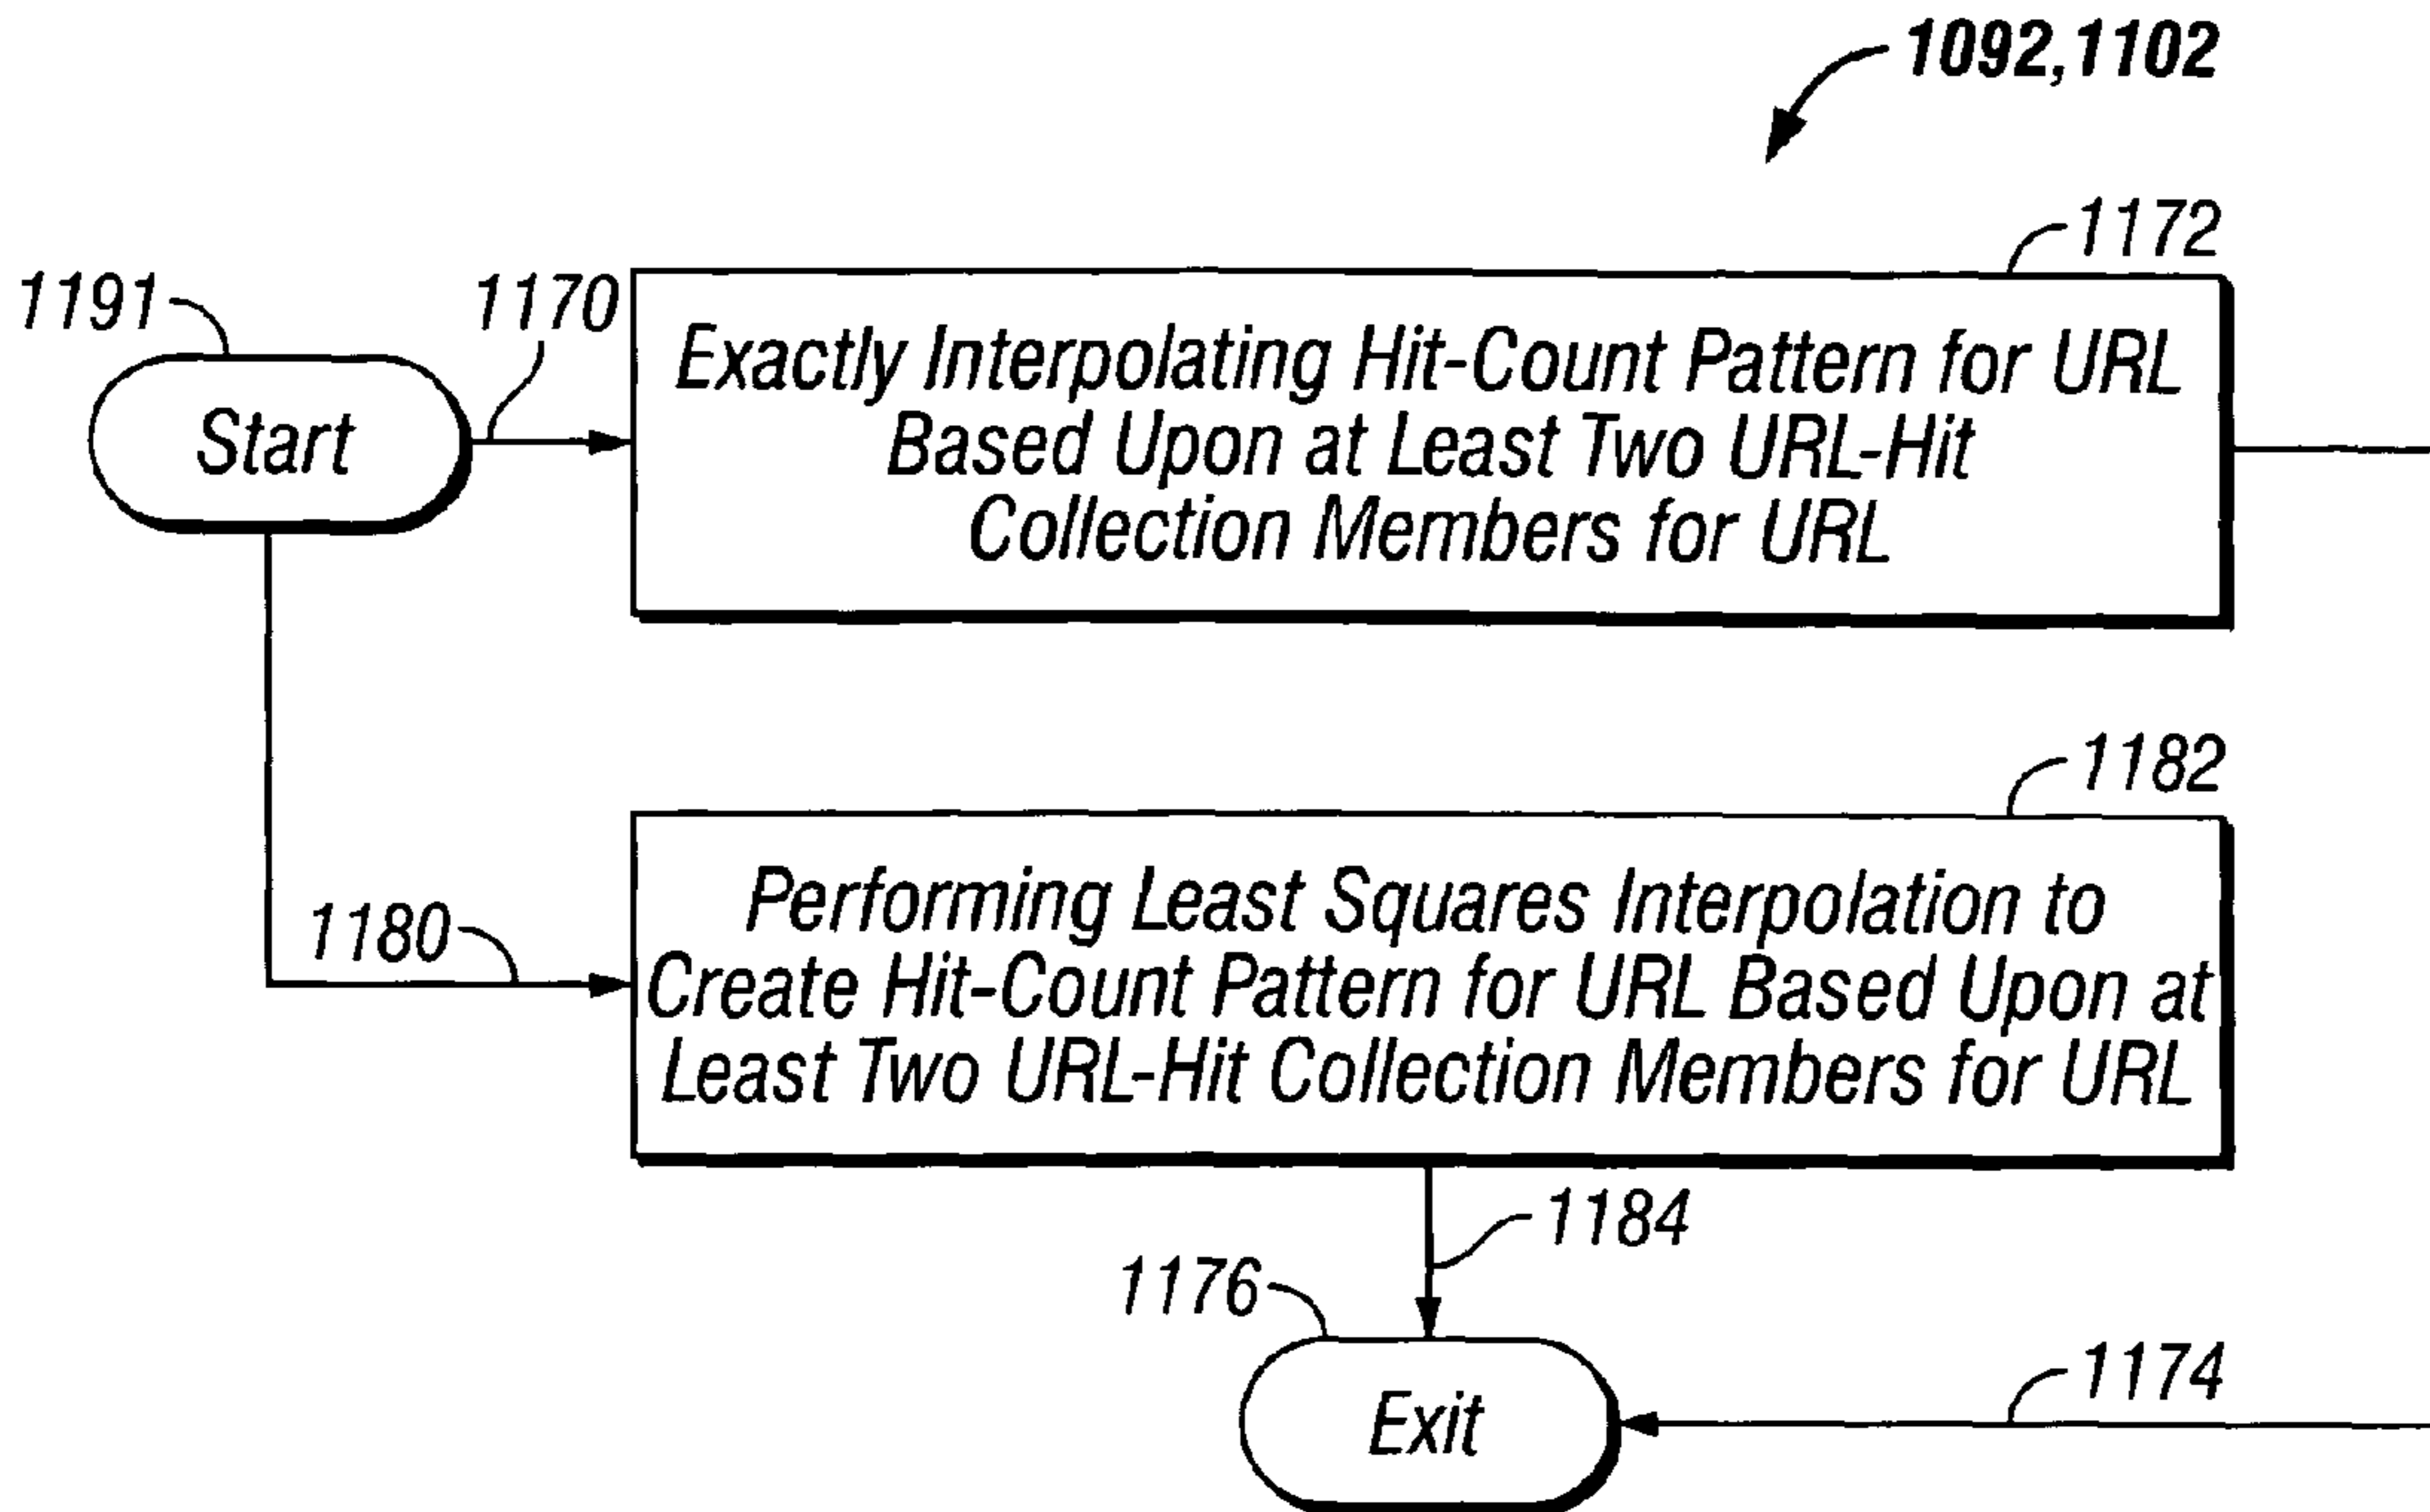 1092,1102
1172
1191
1170
Exactly Interpolating Hit-Count Pattern for URL
Based Upon at Least Two URL-Hit
Collection Members for URL
Start
1182
Performing Least Squares Interpolation to
Create Hit-Count Pattern for URL Based Upon at
Least Two URL-Hit Collection Members for URL
1180
1184
1176
1174
Exit